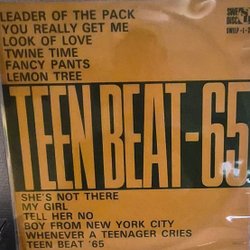 LEADER OF THE PACK
YOU REALLY GET ME
LOOK OF LOVE
TWINE TIME
FANCY PANTS
LEMON TREE
TEEN BEAT-65
SHE'S NOT THERE
MY GIRL
TELL HER NO
BOY FROM NEW YORK CITY
WHENEVER A TEENAGER CRIES
TEEN BEAT '65